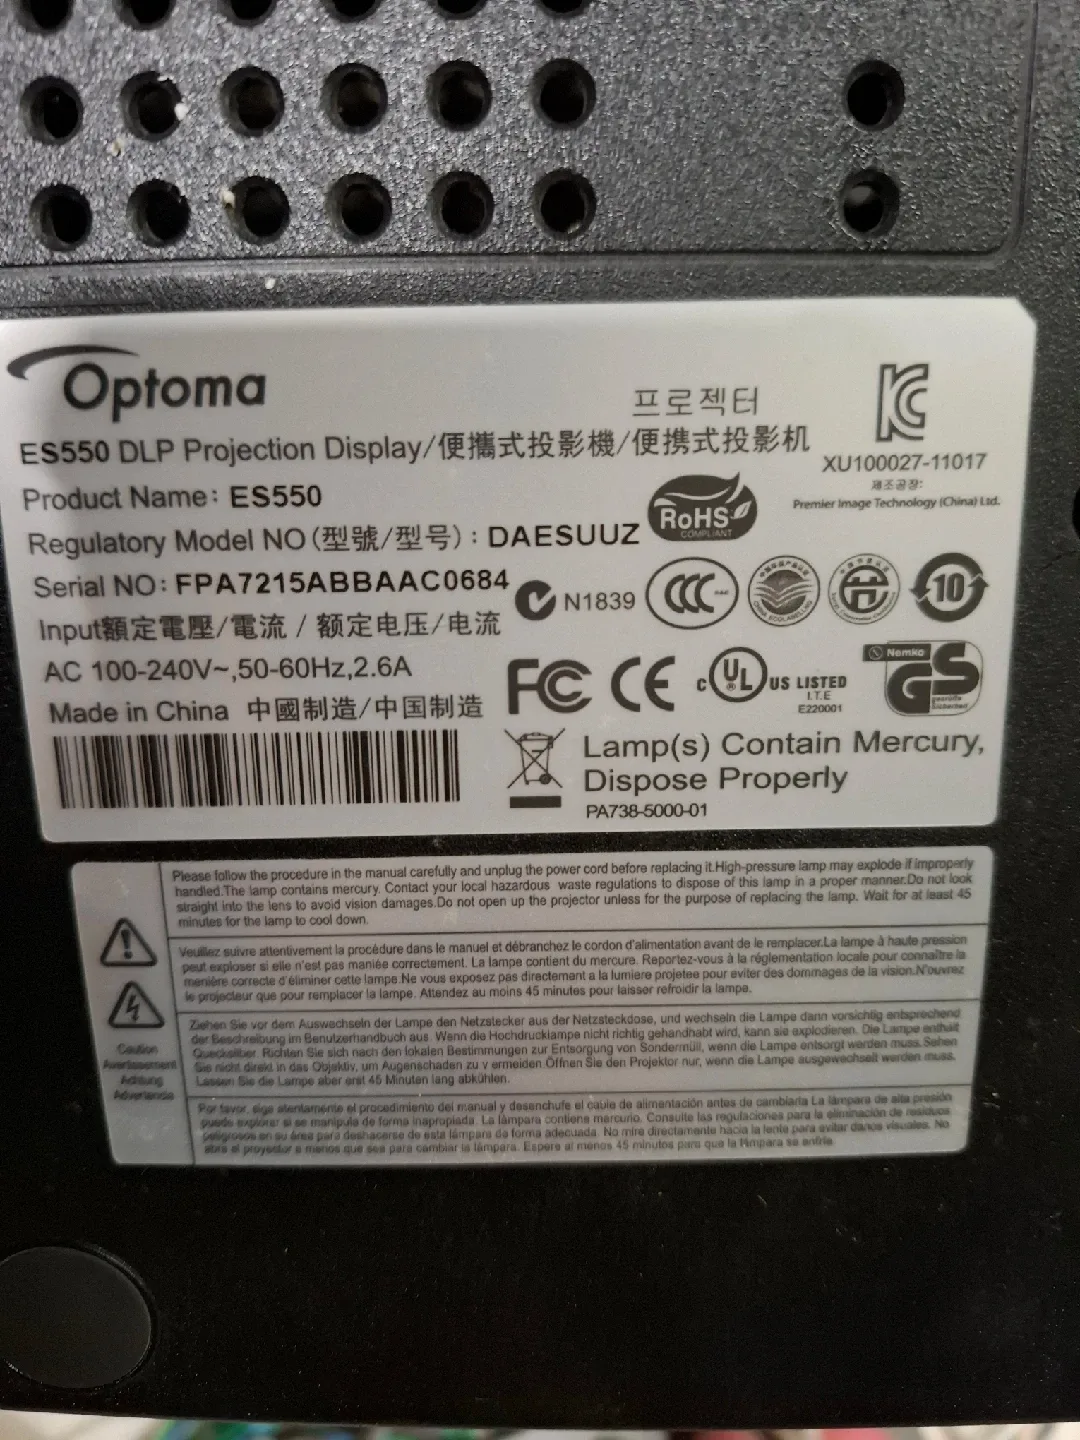 Optoma
프로젝터
ES550 DLP Projection Display/便攜式投影機/便携式投影机
XU100027-11017
제조공장:
Premier Image Technology (China) Ltd.
Product Name: ES550
RoHS
COMPLIANT
Regulatory Model NO (型號/型号) : DAESUUZ
Serial NO: FPA7215ABBAAC0684
N1839
10
Input額定電壓/電流 / 额定电压/电流
AC 100-240V~,50-60Hz,2.6A
FC CE
c UL ® US LISTED
I.T.E
E220001
Nemko
GS
geprüfte
Sicherheit
Made in China 中國制造/中国制造
Lamp(s) Contain Mercury,
Dispose Properly
PA738-5000-01
Please follow the procedure in the manual carefully and unplug the power cord before replacing it.High-pressure lamp may explode if improperly
handled.The lamp contains mercury. Contact your local hazardous waste regulations to dispose of this lamp in a proper manner.Do not look
straight into the lens to avoid vision damages.Do not open up the projector unless for the purpose of replacing the lamp. Wait for at least 45
minutes for the lamp to cool down.
Veuillez suivre attentivement la procédure dans le manuel et débranchez le cordon d'alimentation avant de le remplacer.La lampe à haute pression
peut exploser si elle n'est pas maniée correctement. La lampe contient du mercure. Reportez-vous à la réglementation locale pour connaître la
manière correcte d'éliminer cette lampe.Ne vous exposez pas directement a la lumiere projetee pour eviter des dommages de la vision.N'ouvrez
le projecteur que pour remplacer la lampe. Attendez au moins 45 minutes pour laisser refroidir la lampe.
Ziehen Sie vor dem Auswechseln der Lampe den Netzstecker aus der Netzsteckdose, und wechseln die Lampe dann vorsichtig entsprechend
der Beschreibung im Benutzerhandbuch aus. Wenn die Hochdrucklampe nicht richtig gehandhabt wird, kann sie explodieren. Die Lampe enthält
Quecksilber. Richten Sie sich nach den lokalen Bestimmungen zur Entsorgung von Sondermüll, wenn die Lampe entsorgt werden muss.Sehen
Sie nicht direkt in das Objektiv, um Augenschaden zu v ermeiden.Öffnen Sie den Projektor nur, wenn die Lampe ausgewechselt werden muss.
Lassen Sie die Lampe aber erst 45 Minuten lang abkühlen.
Caution
Avertissement
Achtung
Advertencia
Por favor, siga atentamente el procedimiento del manual y desenchufe el cable de alimentación antes de cambiarla La lámpara de alta presión
puede explorar si se manipula de forma inapropiada. La lámpara contiene mercurio. Consulte las regulaciones para la eliminación de residuos
peligrosos en su área para deshacerse de esta lámpara de forma adecuada. No mire directamente hacia la lente para evitar danos visuales. No
abra el proyector a menos que sea para cambiar la lámpara. Espere al menos 45 minutos para que la lámpara se enfríe.